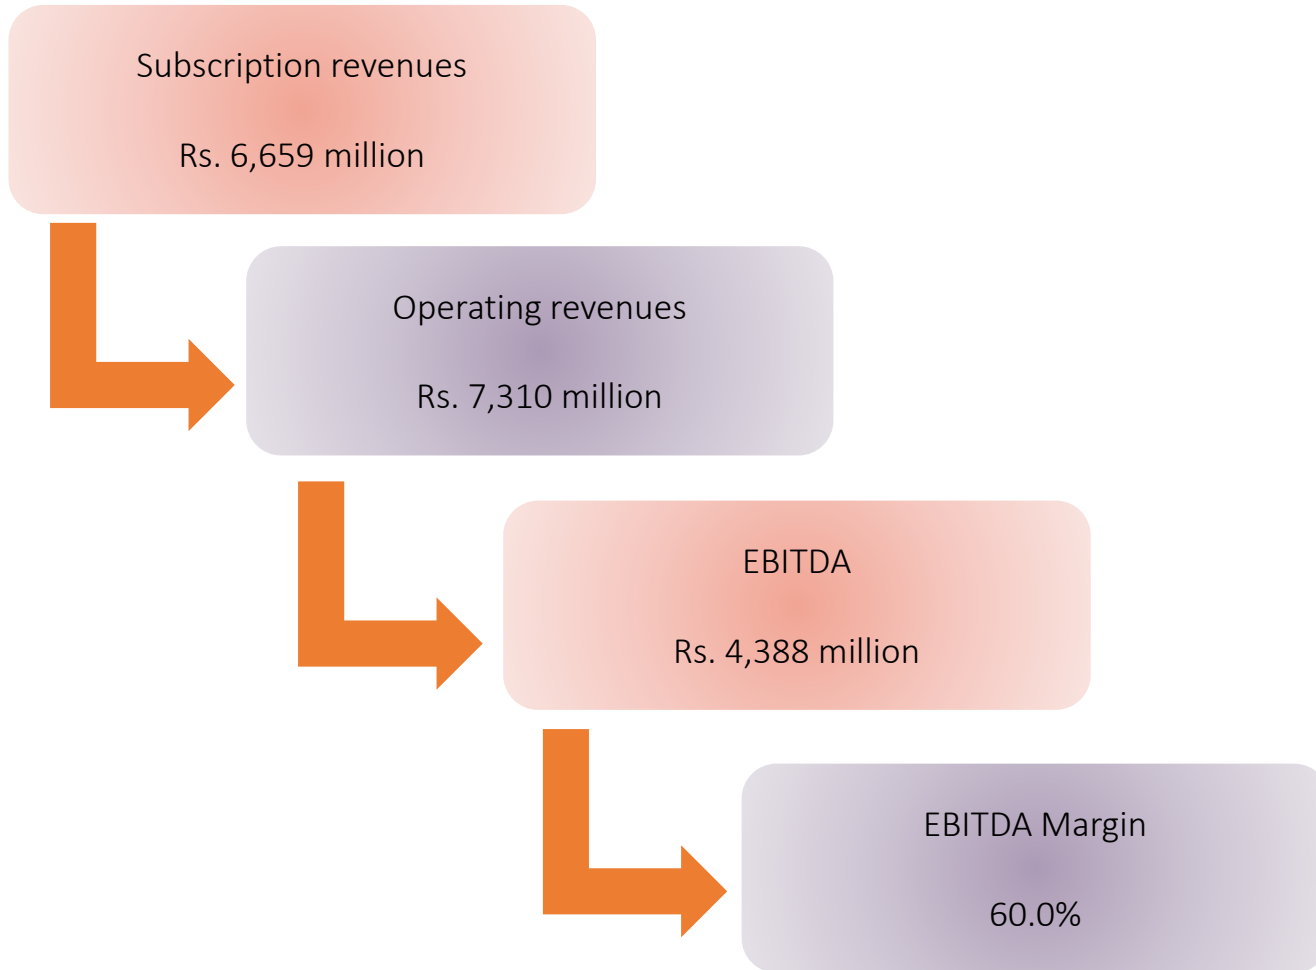 Subscription revenues
Rs. 6,659 million
Operating revenues
Rs. 7,310 million
EBITDA
Rs. 4,388 million
EBITDA Margin
60.0%